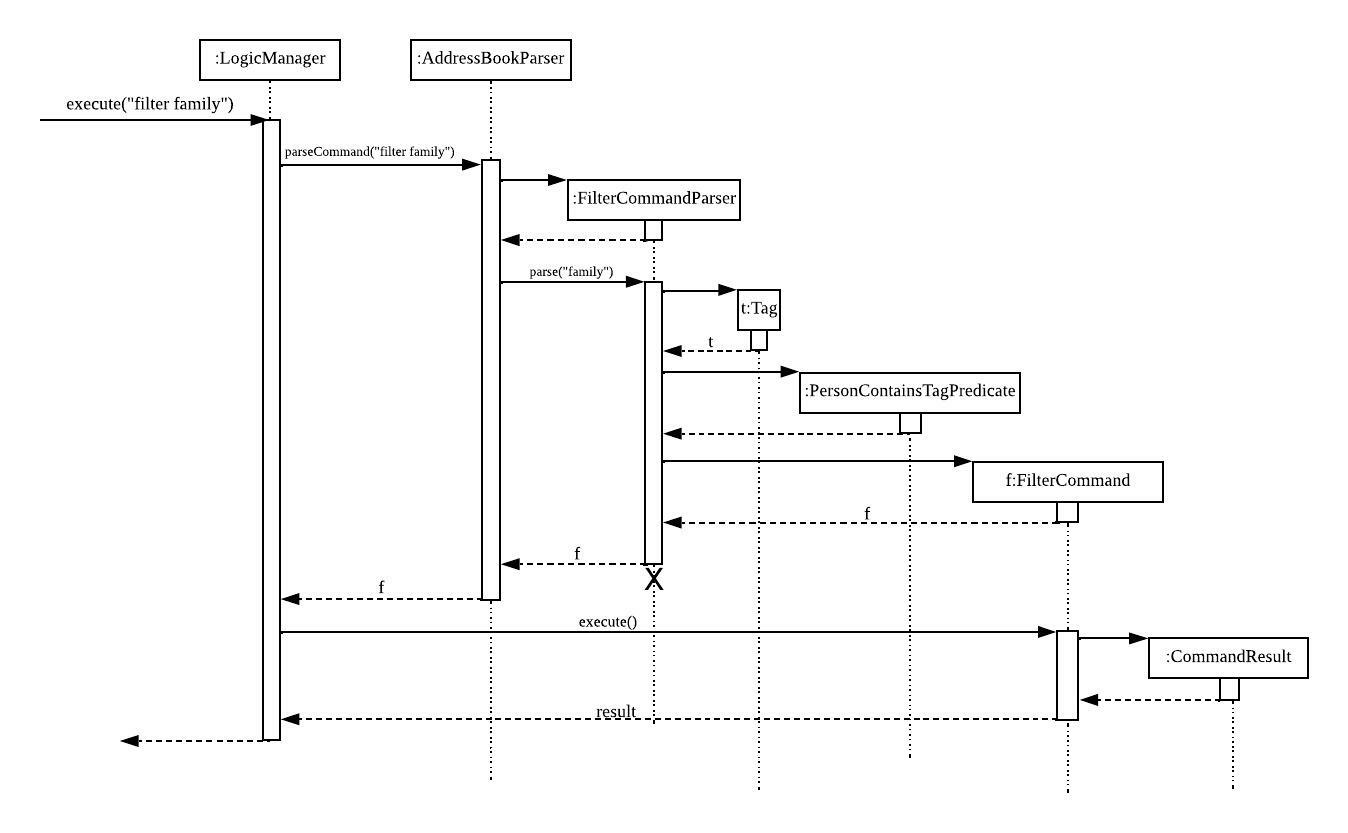 :LogicManager
:AddressBookParser
execute("filter family")
parseCommand("filter family")
:FilterCommandParser
parse("family")
t:Tag
t
:PersonContainsTagPredicate
f:FilterCommand
f
f
X
f
execute()
:CommandResult
result